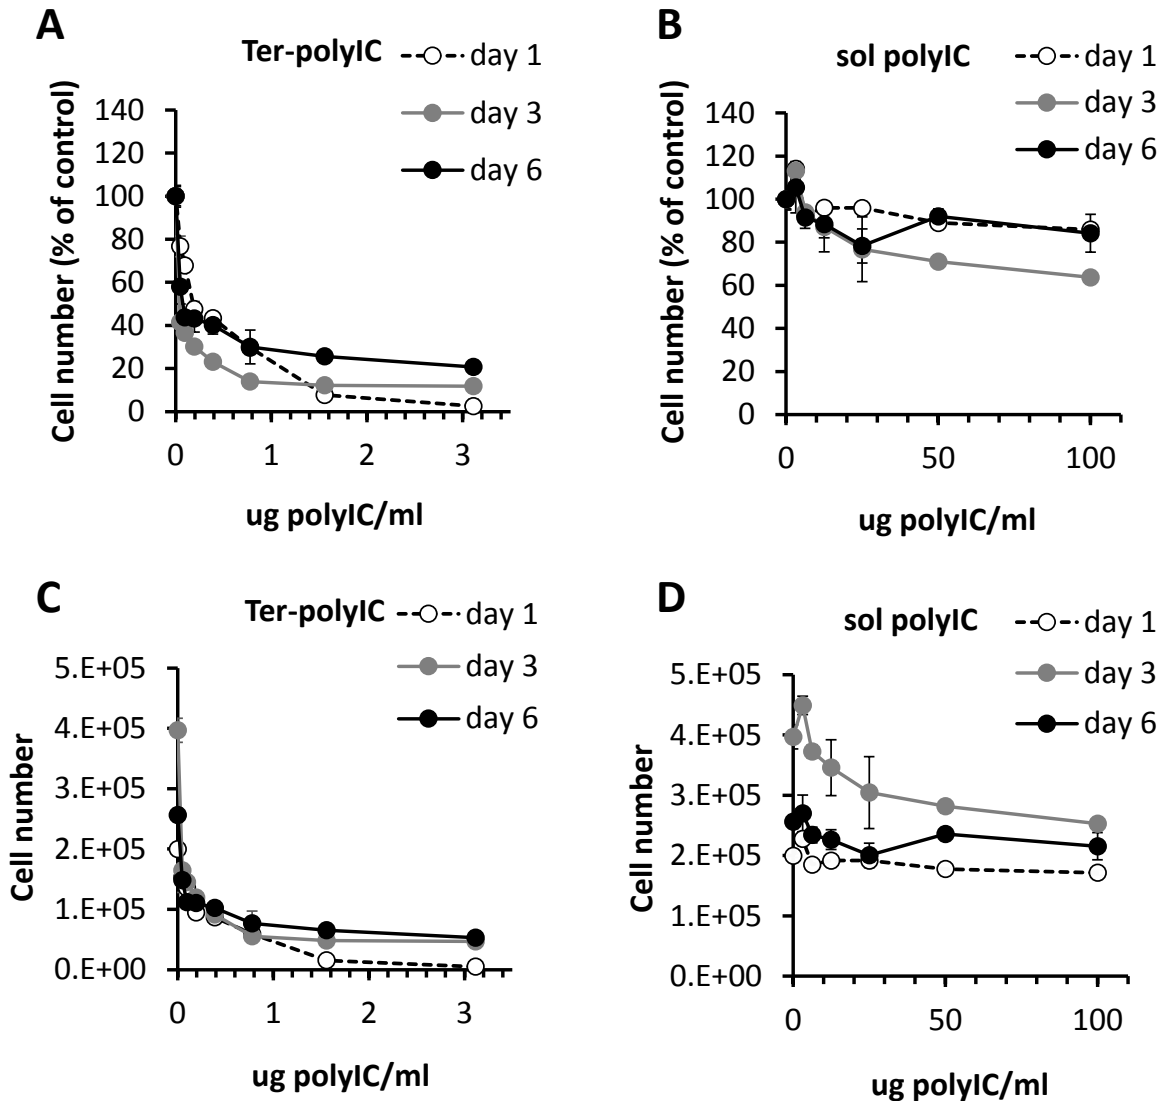 A
Ter-polyIC
day 1
day 3
day 6
Cell number (% of control)
140
120
100
80
60
40
20
0
0 1 2 3
ug polyIC/ml
B
sol polyIC
day 1
day 3
day 6
Cell number (% of control)
140
120
100
80
60
40
20
0
0 50 100
ug polyIC/ml
C
Ter-polyIC
day 1
day 3
day 6
Cell number
5.E+05
4.E+05
3.E+05
2.E+05
1.E+05
0.E+00
0 1 2 3
ug polyIC/ml
D
sol polyIC
day 1
day 3
day 6
Cell number
5.E+05
4.E+05
3.E+05
2.E+05
1.E+05
0.E+00
0 50 100
ug polyIC/ml